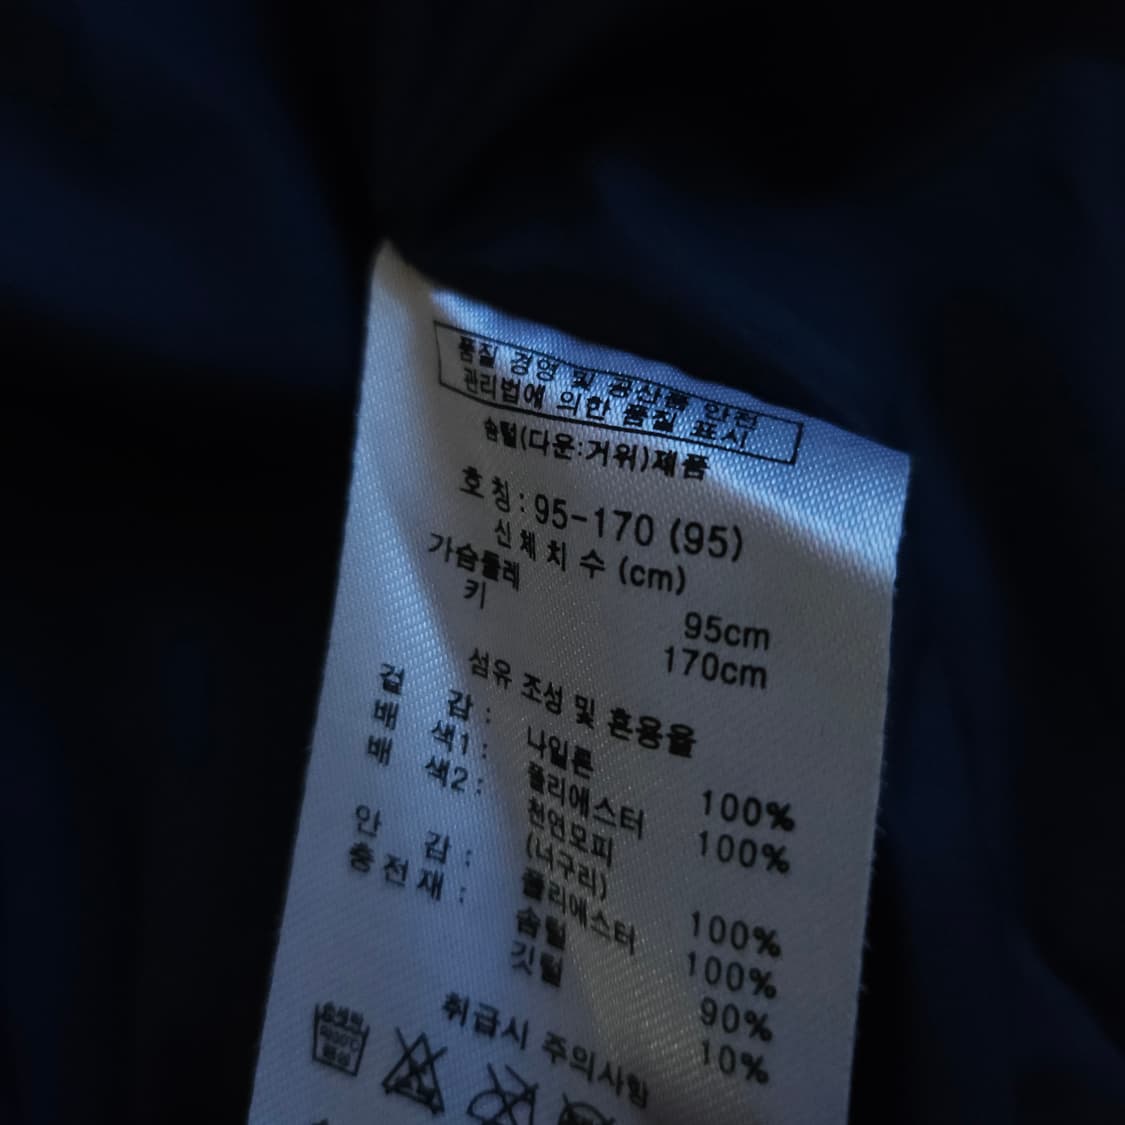 품질 경영 및 공산품 안전
관리법에 의한 품질 표시
솜털(다운:거위)제품
호 칭 : 95-170 (95)
신 체 치 수 (cm)
가슴둘레 95cm
키 170cm
섬유 조성 및 혼용율
겉 감 : 나일론 100%
배 색1 : 폴리에스터 100%
배 색2 : 천연모피
(너구리) 100%
안 감 : 폴리에스터 100%
충 전 재 : 솜털 90%
깃털 10%
취급시 주의사항
손세탁